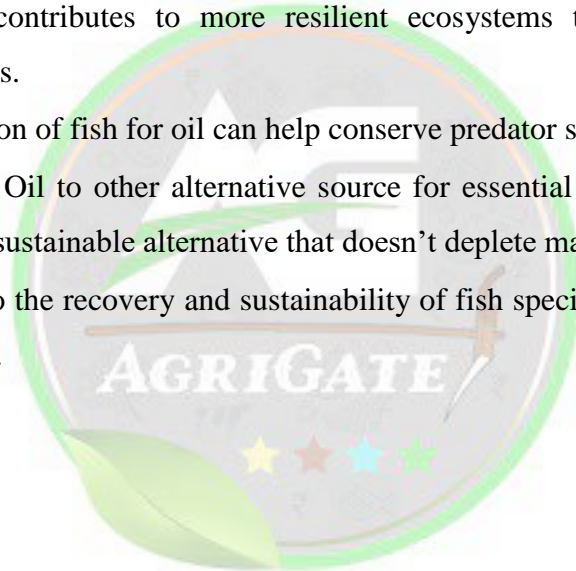 contributes to more resilient ecosystems t
s.
on of fish for oil can help conserve predator s
Oil to other alternative source for essential
sustainable alternative that doesn’t deplete ma
o the recovery and sustainability of fish speci
AGRIGATE